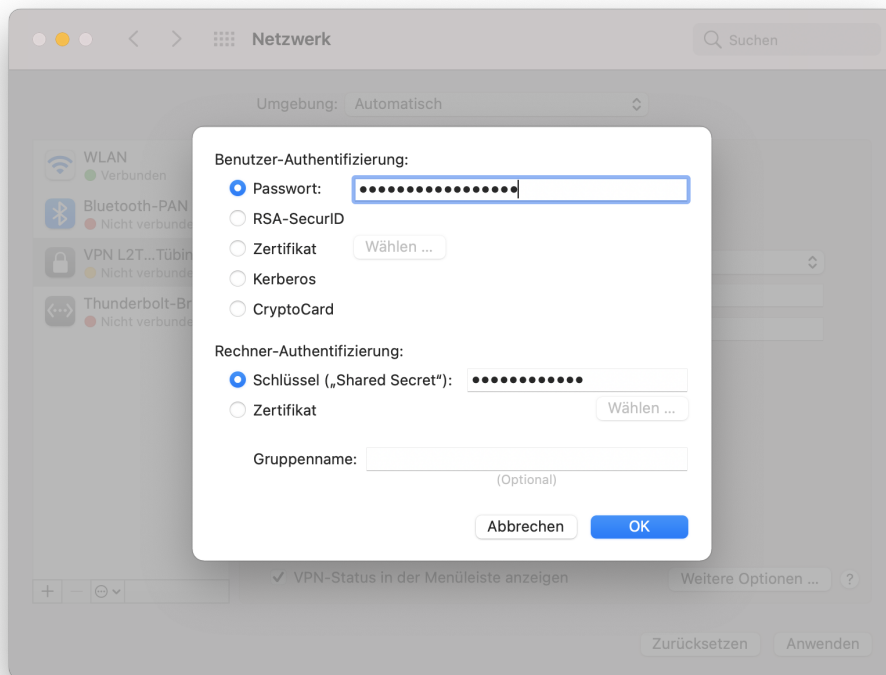 Netzwerk
Suchen
Umgebung: Automatisch
WLAN
Verbunden
Bluetooth-PAN
Nicht verbunde
VPN L2T...Tübin
Nicht verbunde
Thunderbolt-Br
Nicht verbunde
Benutzer-Authentifizierung:
Passwort: •••••••••••••••••
RSA-SecurID
Zertifikat Wählen ...
Kerberos
CryptoCard
Rechner-Authentifizierung:
Schlüssel („Shared Secret“): ••••••••••••
Zertifikat Wählen ...
Gruppenname:
(Optional)
Abbrechen OK
VPN-Status in der Menüleiste anzeigen Weitere Optionen ... ?
Zurücksetzen Anwenden